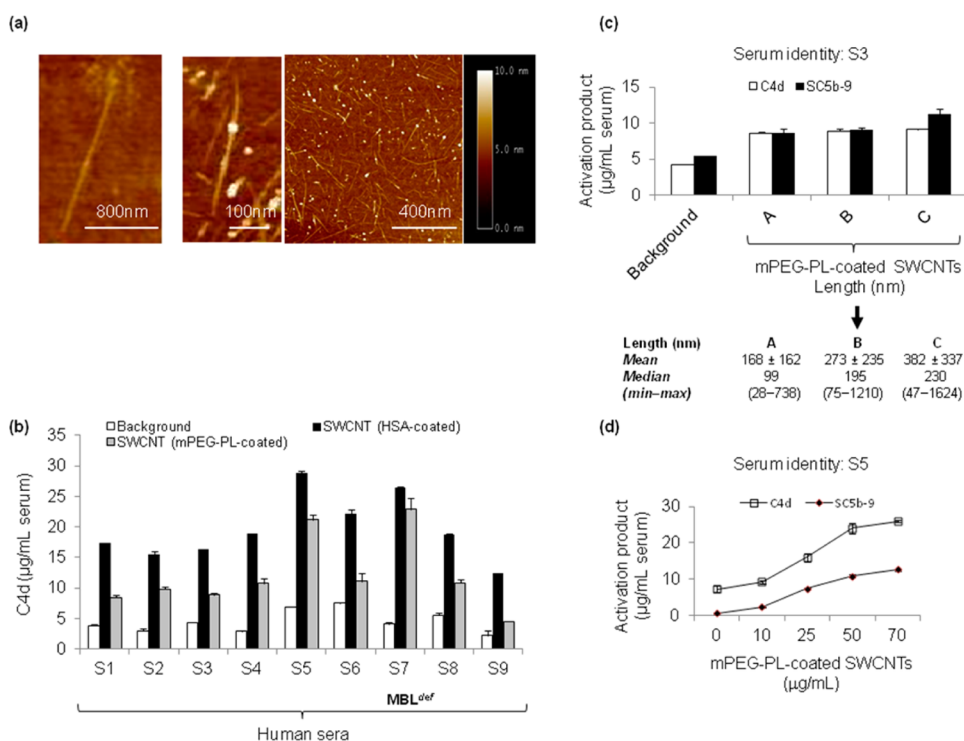 (a)
800nm
100nm
400nm
10.0 nm
5.0 nm
0.0 nm
(b)
Background
SWCNT (HSA-coated)
SWCNT (mPEG-PL-coated)
C4d (µg/mL serum)
35
30
25
20
15
10
5
0
S1 S2 S3 S4 S5 S6 S7 S8 S9
MBLdef
Human sera
(c)
Serum identity: S3
C4d SC5b-9
Activation product
(µg/mL serum)
15
10
5
0
Background
A
B
C
mPEG-PL-coated SWCNTs
Length (nm)
Length (nm) A B C
Mean 168 ± 162 273 ± 235 382 ± 337
Median 99 195 230
(min–max) (28–738) (75–1210) (47–1624)
(d)
Serum identity: S5
C4d SC5b-9
Activation product
(µg/mL serum)
30
20
10
0
0 10 25 50 70
mPEG-PL-coated SWCNTs
(µg/mL)